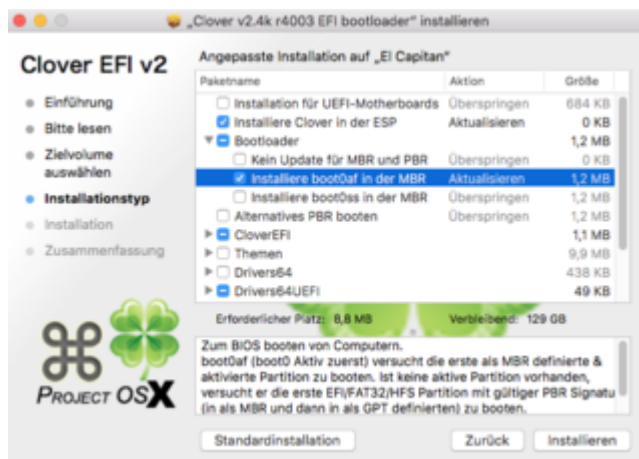 „Clover v2.4k r4003 EFI bootloader“ installieren
Clover EFI v2
Angepasste Installation auf „El Capitan“
Paketname Aktion Größe
Einführung
Bitte lesen
Zielvolume
auswählen
Installationstyp
Installation
Zusammenfassung
Installation für UEFI-Motherboards Überspringen 684 KB
Installiere Clover in der ESP Aktualisieren 0 KB
Bootloader 1,2 MB
Kein Update für MBR und PBR Überspringen 0 KB
Installiere boot0af in der MBR Aktualisieren 1,2 MB
Installiere boot0ss in der MBR Überspringen 1,2 MB
Alternatives PBR booten Überspringen 1,2 MB
CloverEFI 1,1 MB
Themen 9,9 MB
Drivers64 438 KB
Drivers64UEFI 49 KB
Erforderlicher Platz: 8,8 MB Verbleibend: 129 GB
Zum BIOS booten von Computern.
boot0af (boot0 Aktiv zuerst) versucht die erste als MBR definierte &
aktivierte Partition zu booten. Ist keine aktive Partition vorhanden,
versucht er die erste EFI/FAT32/HFS Partition mit gültiger PBR Signatu
(in als MBR und dann in als GPT definierten) zu booten.
PROJECT OSX
Standardinstallation Zurück Installieren